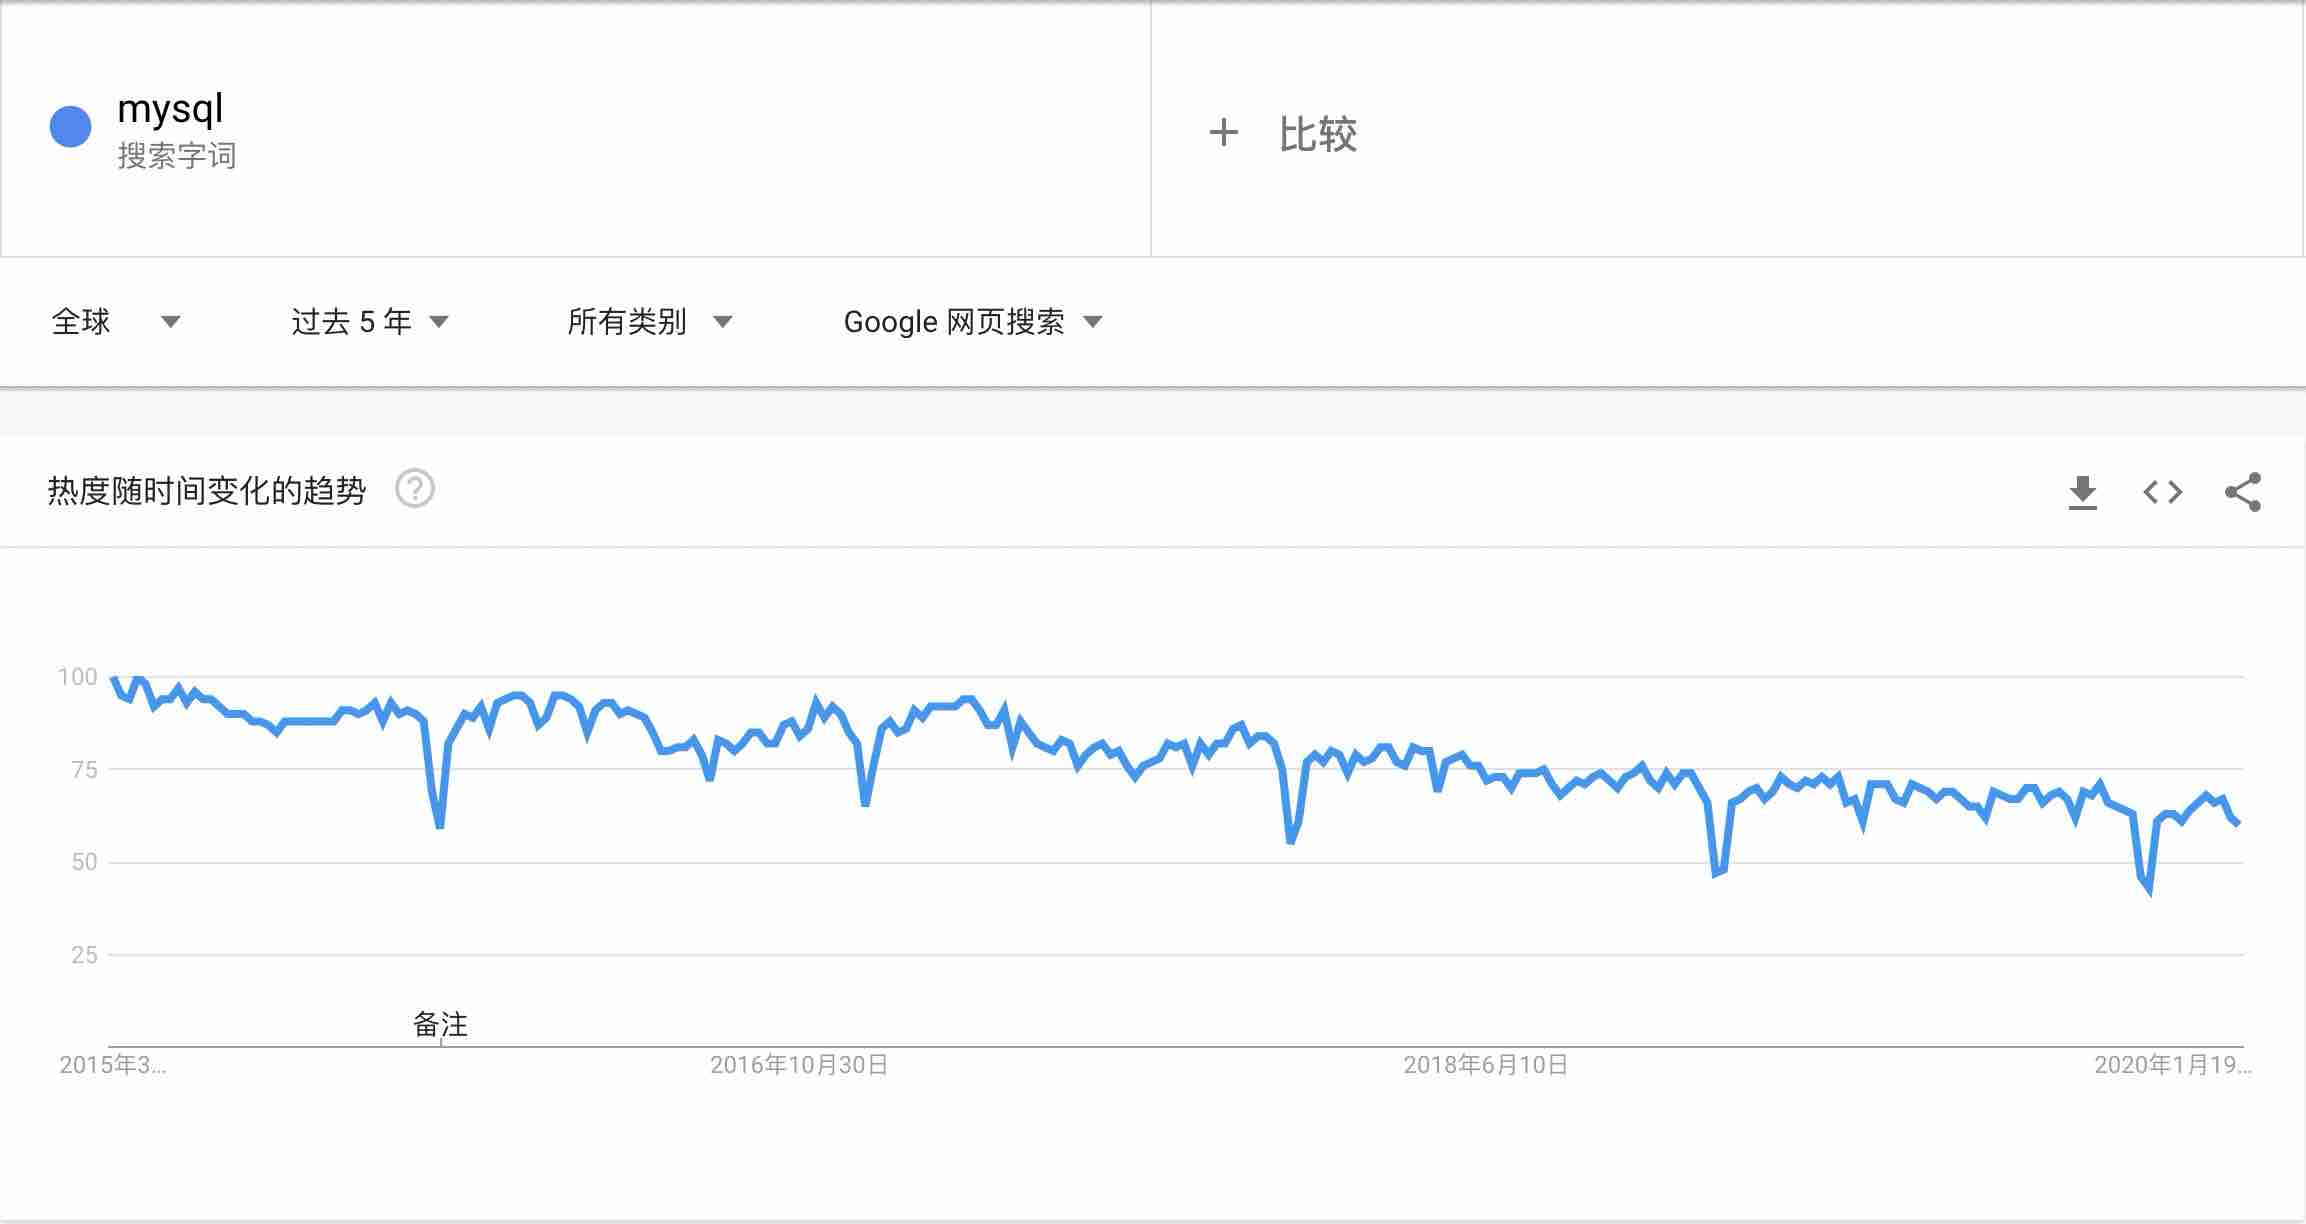 mysql
搜索字词
+ 比较
全球 过去 5 年 所有类别 Google 网页搜索
热度随时间变化的趋势 ?
100
75
50
25
备注
2015年3... 2016年10月30日 2018年6月10日 2020年1月19...